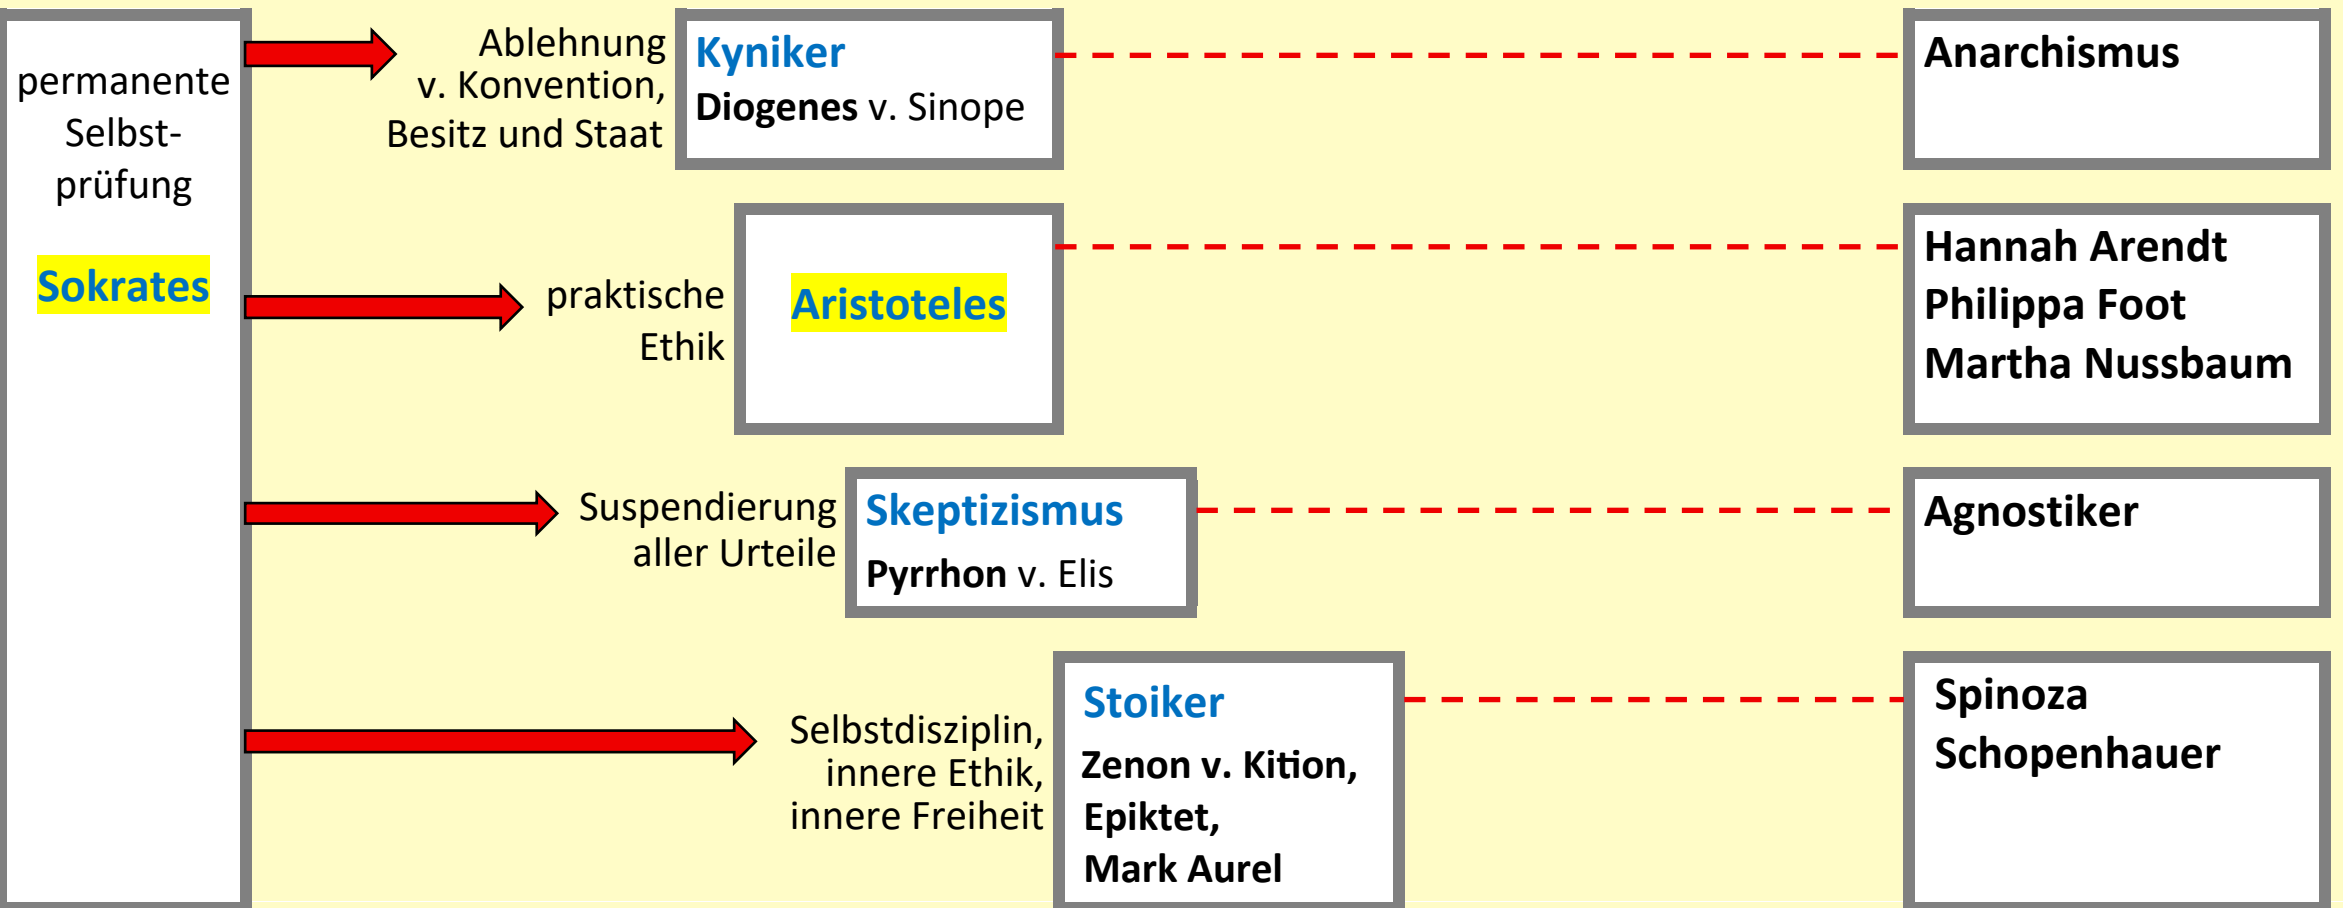 permanente
Selbst-
prüfung
Sokrates
Ablehnung
v. Konvention,
Besitz und Staat
Kyniker
Diogenes v. Sinope
Anarchismus
praktische
Ethik
Aristoteles
Hannah Arendt
Philippa Foot
Martha Nussbaum
Suspendierung
aller Urteile
Skeptizismus
Pyrrhon v. Elis
Agnostiker
Selbstdisziplin,
innere Ethik,
innere Freiheit
Stoiker
Zenon v. Kition,
Epiktet,
Mark Aurel
Spinoza
Schopenhauer